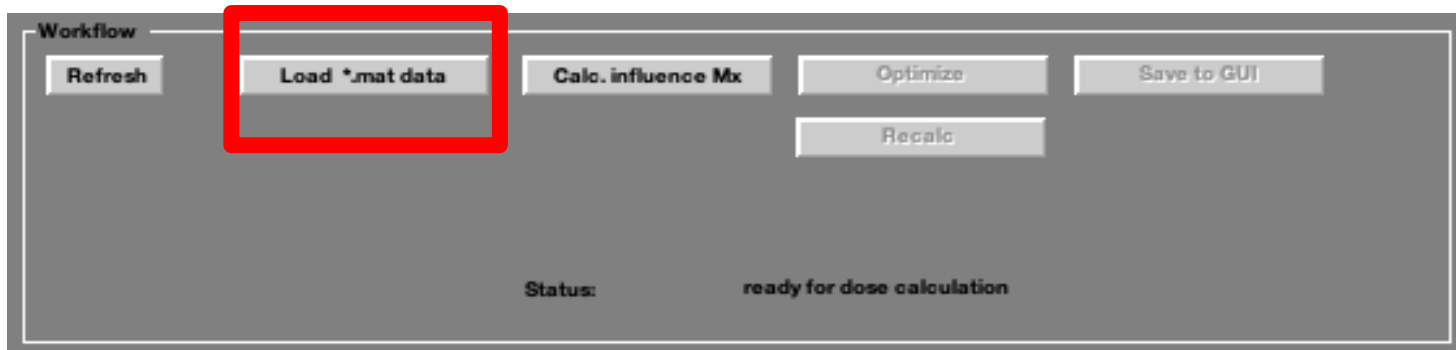 Workflow
Refresh
Load *.mat data
Calc. influence Mx
Optimize
Save to GUI
Recalc
Status: ready for dose calculation